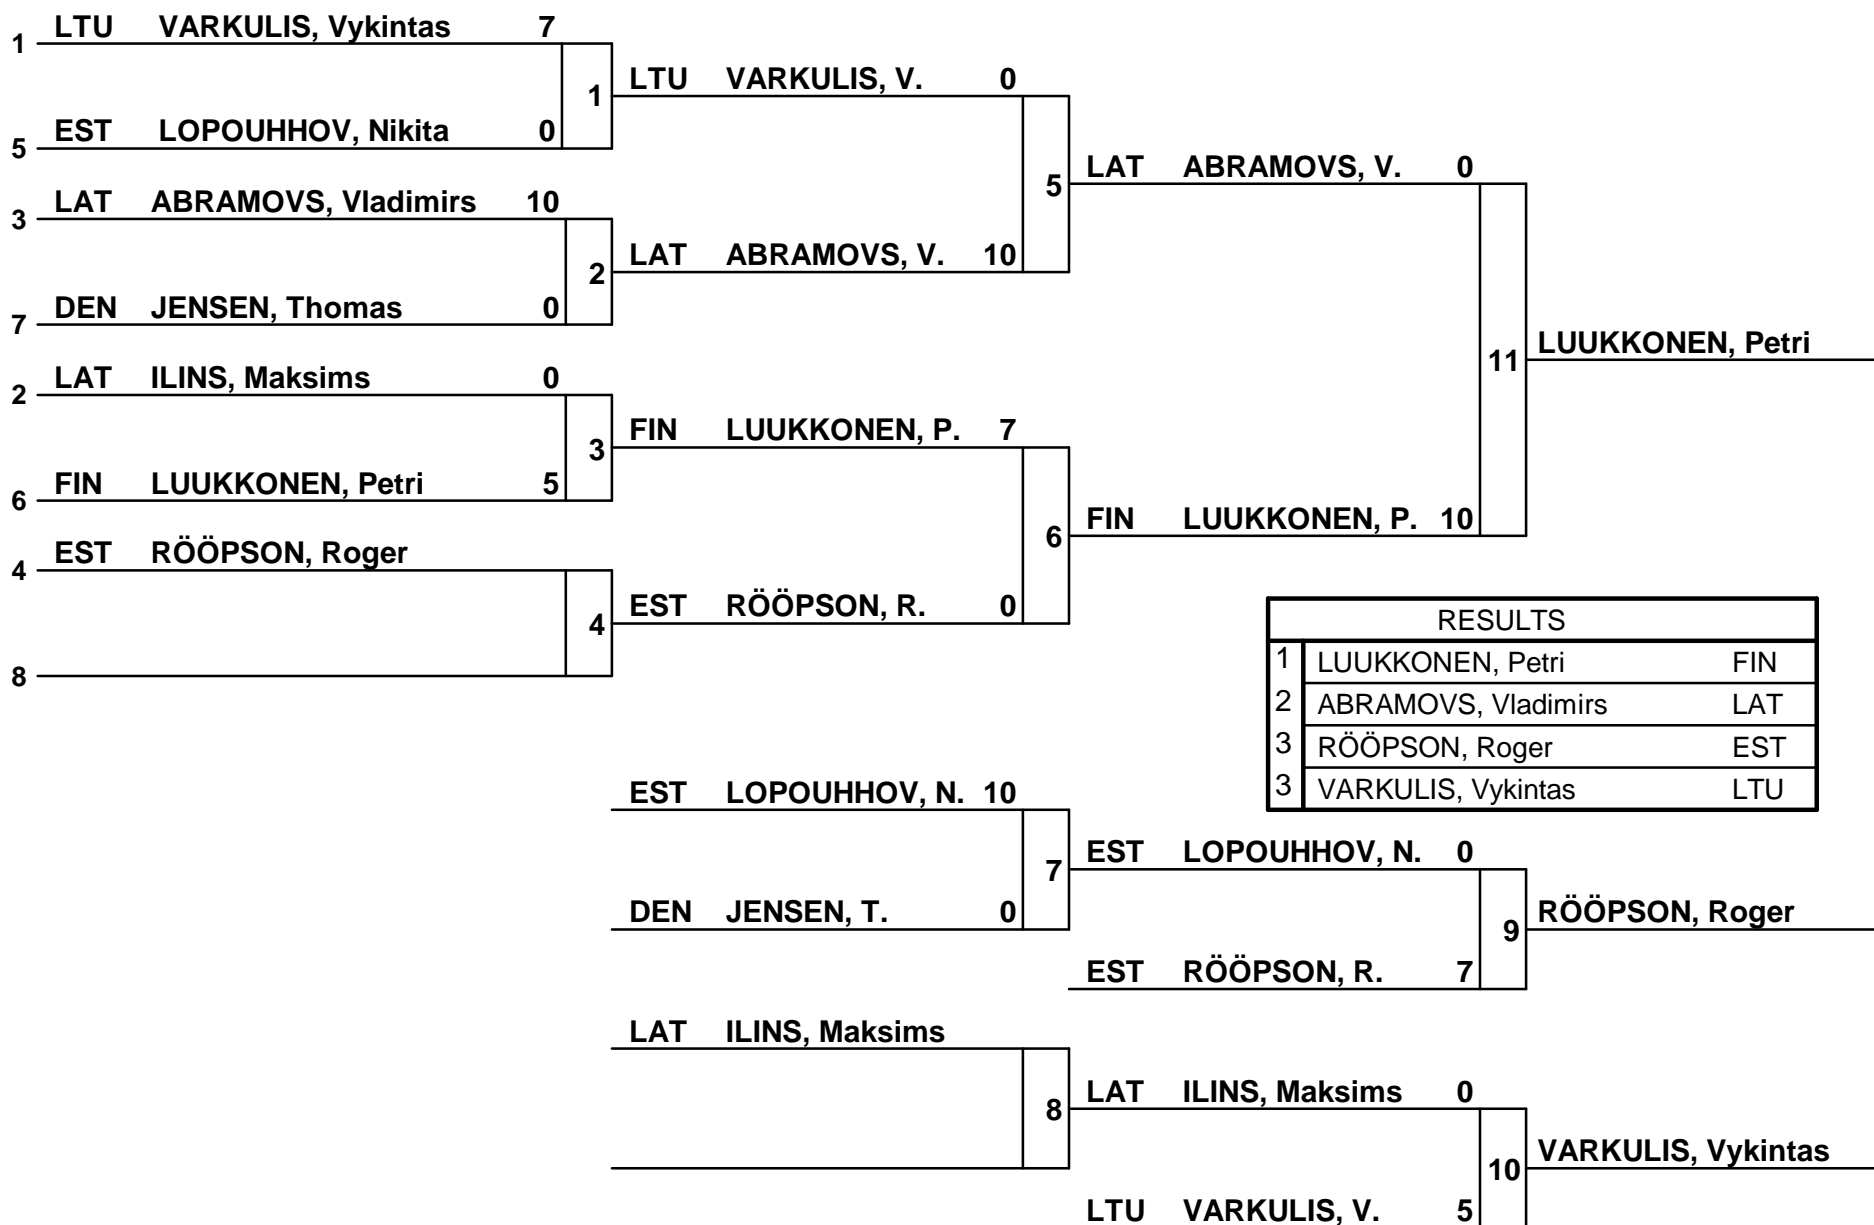 1 LTU VARKULIS, Vykintas 7
1 LTU VARKULIS, V. 0
5 EST LOPOUHHOV, Nikita 0
5 LAT ABRAMOVS, V. 0
3 LAT ABRAMOVS, Vladimirs 10
2 LAT ABRAMOVS, V. 10
7 DEN JENSEN, Thomas 0
11 LUUKKONEN, Petri
2 LAT ILINS, Maksims 0
3 FIN LUUKKONEN, P. 7
6 FIN LUUKKONEN, Petri 5
6 FIN LUUKKONEN, P. 10
4 EST RÖÖPSON, Roger
4 EST RÖÖPSON, R. 0
8
RESULTS
1 LUUKKONEN, Petri FIN
2 ABRAMOVS, Vladimirs LAT
3 RÖÖPSON, Roger EST
3 VARKULIS, Vykintas LTU
EST LOPOUHHOV, N. 10
7 EST LOPOUHHOV, N. 0
DEN JENSEN, T. 0
9 RÖÖPSON, Roger
EST RÖÖPSON, R. 7
LAT ILINS, Maksims
8 LAT ILINS, Maksims 0
10 VARKULIS, Vykintas
LTU VARKULIS, V. 5